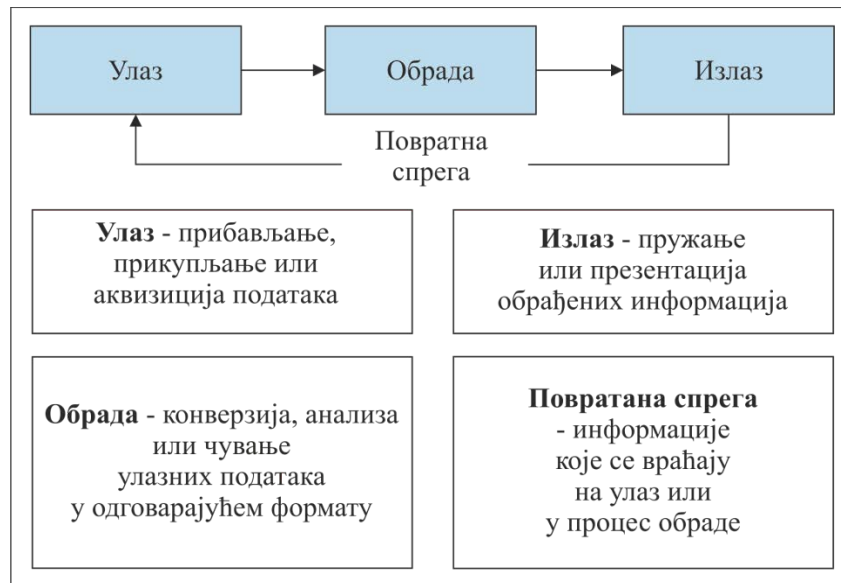 Улаз
Обрада
Излаз
Повратна
спрега
Улаз - прибављање,
прикупљање или
аквизиција података
Излаз - пружање
или презентација
обрађених информација
Обрада - конверзија, анализа
или чување
улазних података
у одговарајућем формату
Повратана спрега
- информације
које се враћају
на улаз или
у процес обраде